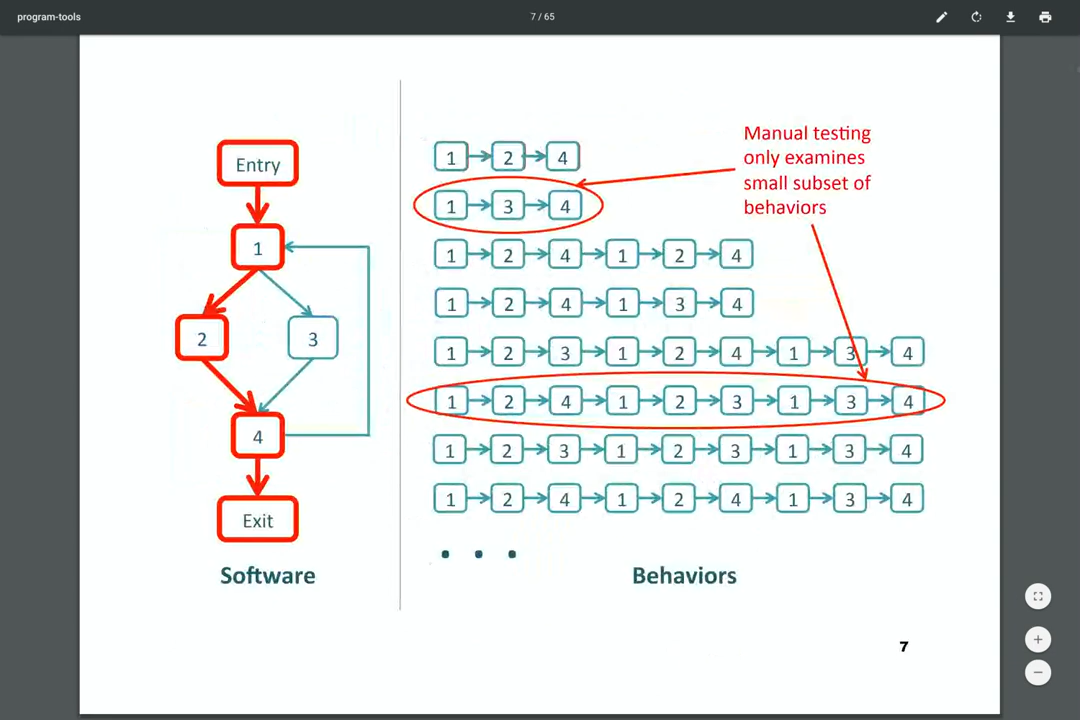 program-tools
7 / 65
Entry
1
2
3
4
Exit
Software
1 2 4
1 3 4
1 2 4 1 2 4
1 2 4 1 3 4
1 2 3 1 2 4 1 3 4
1 2 4 1 2 3 1 3 4
1 2 3 1 2 3 1 3 4
1 2 4 1 2 4 1 3 4
. . .
Behaviors
Manual testing
only examines
small subset of
behaviors
7